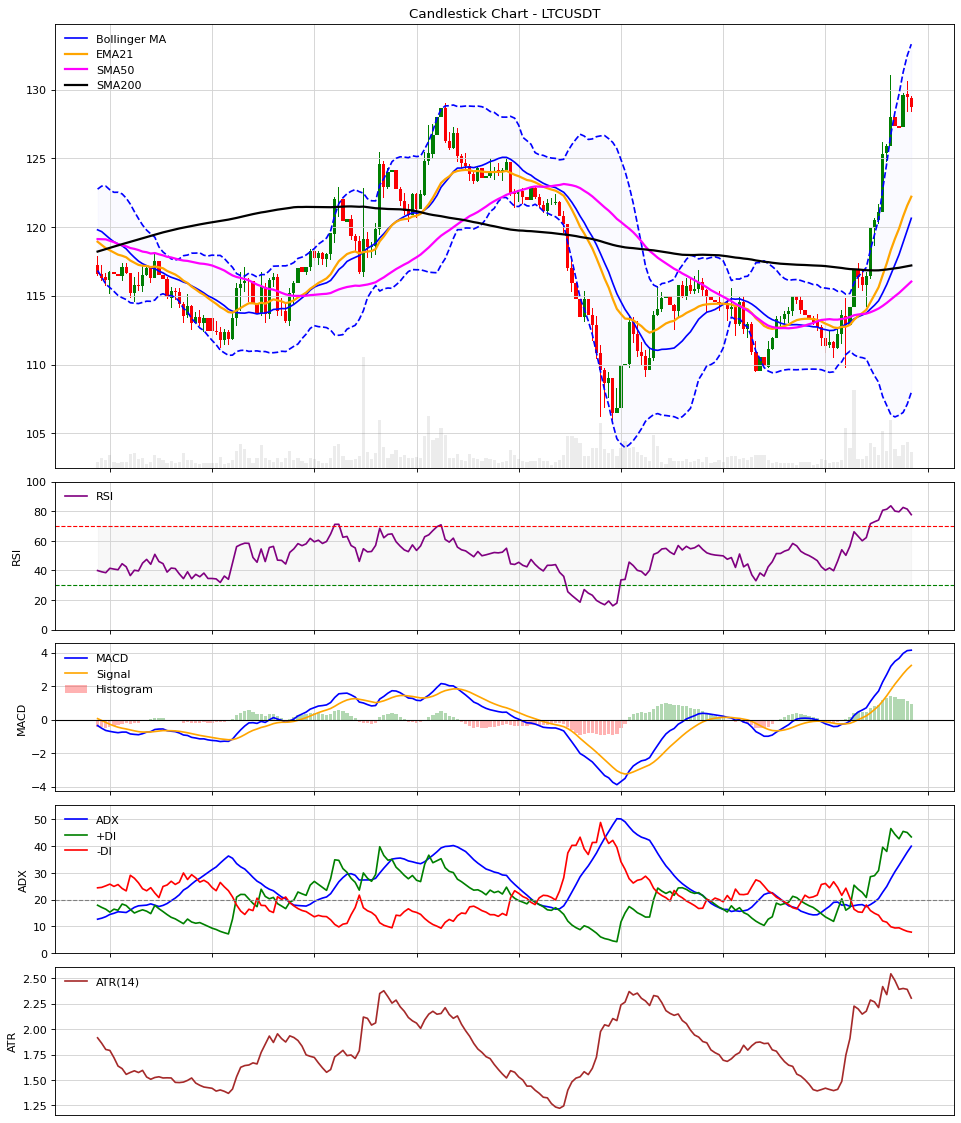 Candlestick Chart - LTCUSDT
Bollinger MA
EMA21
SMA50
SMA200
130
125
120
115
110
105
RSI
100
80
60
40
20
0
RSI
MACD
Signal
Histogram
4
2
0
−2
−4
MACD
ADX
+DI
-DI
50
40
30
20
10
0
ADX
ATR(14)
2.50
2.25
2.00
1.75
1.50
1.25
ATR